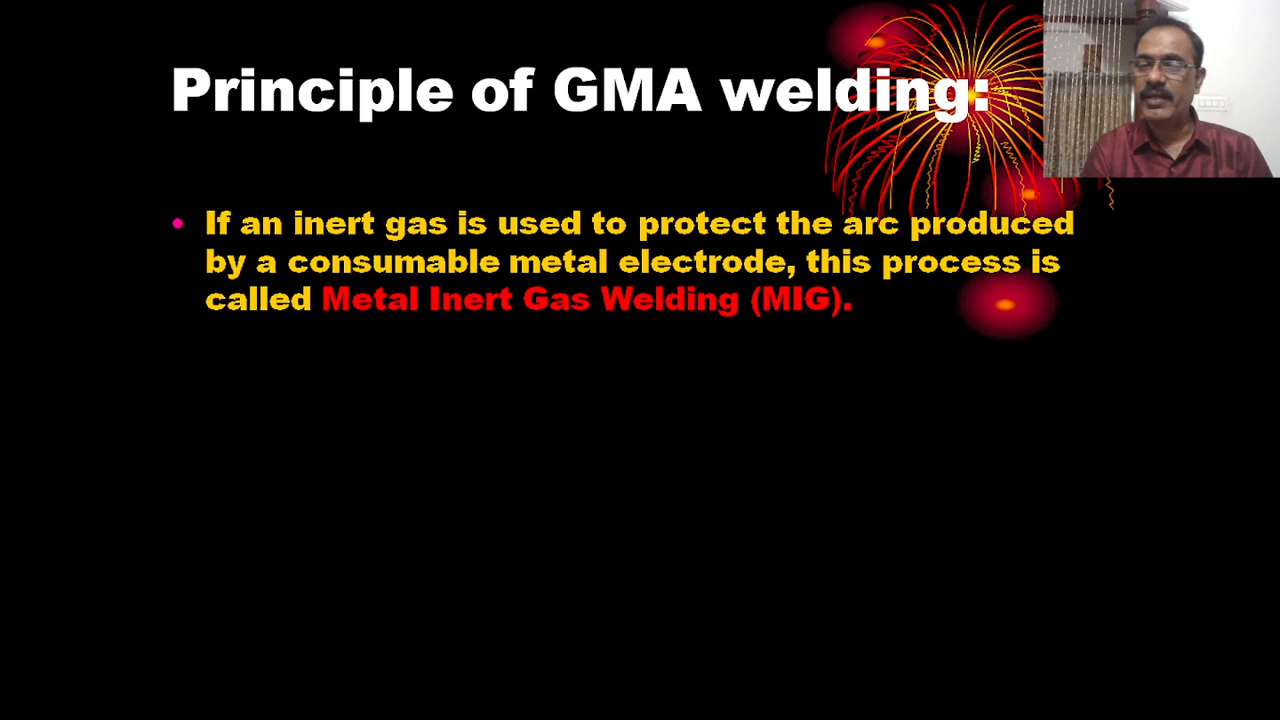 Principle of GMA welding:
• If an inert gas is used to protect the arc produced
by a consumable metal electrode, this process is
called Metal Inert Gas Welding (MIG).